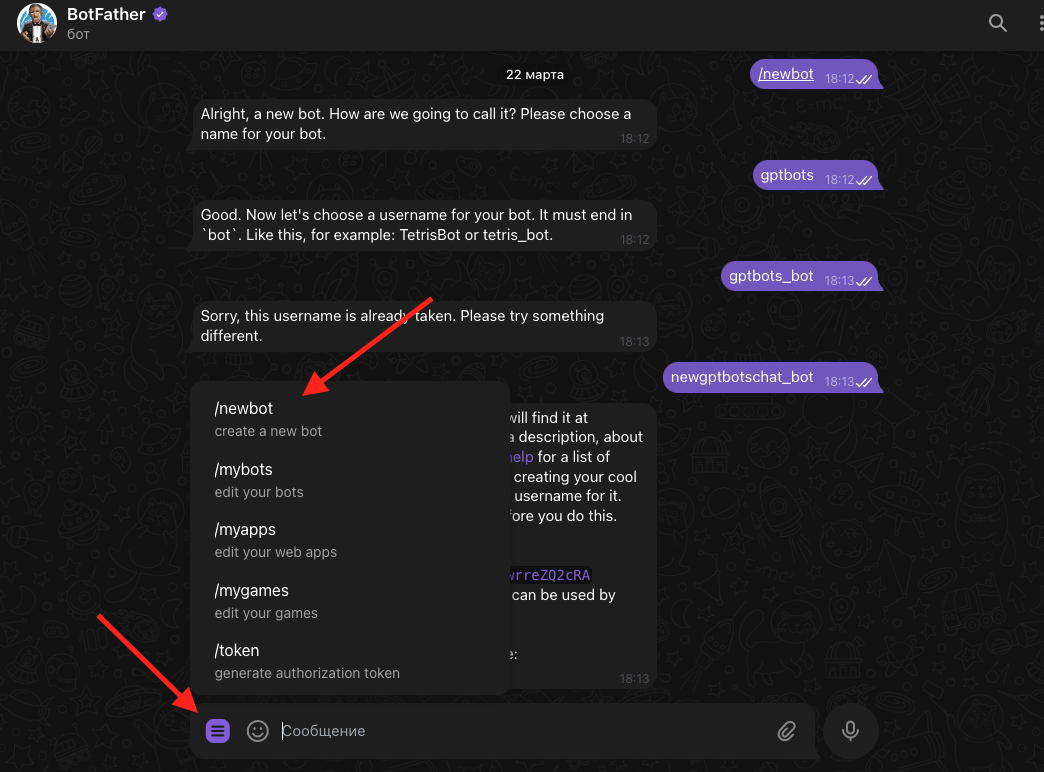 BotFather
бот
22 марта
/newbot 18:12
Alright, a new bot. How are we going to call it? Please choose a
name for your bot. 18:12
gptbots 18:12
Good. Now let's choose a username for your bot. It must end in
`bot`. Like this, for example: TetrisBot or tetris_bot. 18:12
gptbots_bot 18:13
Sorry, this username is already taken. Please try something
different. 18:13
newgptbotschat_bot 18:13
/newbot
create a new bot
/mybots
edit your bots
/myapps
edit your web apps
/mygames
edit your games
/token
generate authorization token
will find it at
a description, about
help for a list of
creating your cool
username for it.
fore you do this.
wrreZQ2cRA
can be used by
e:
18:13
Сообщение